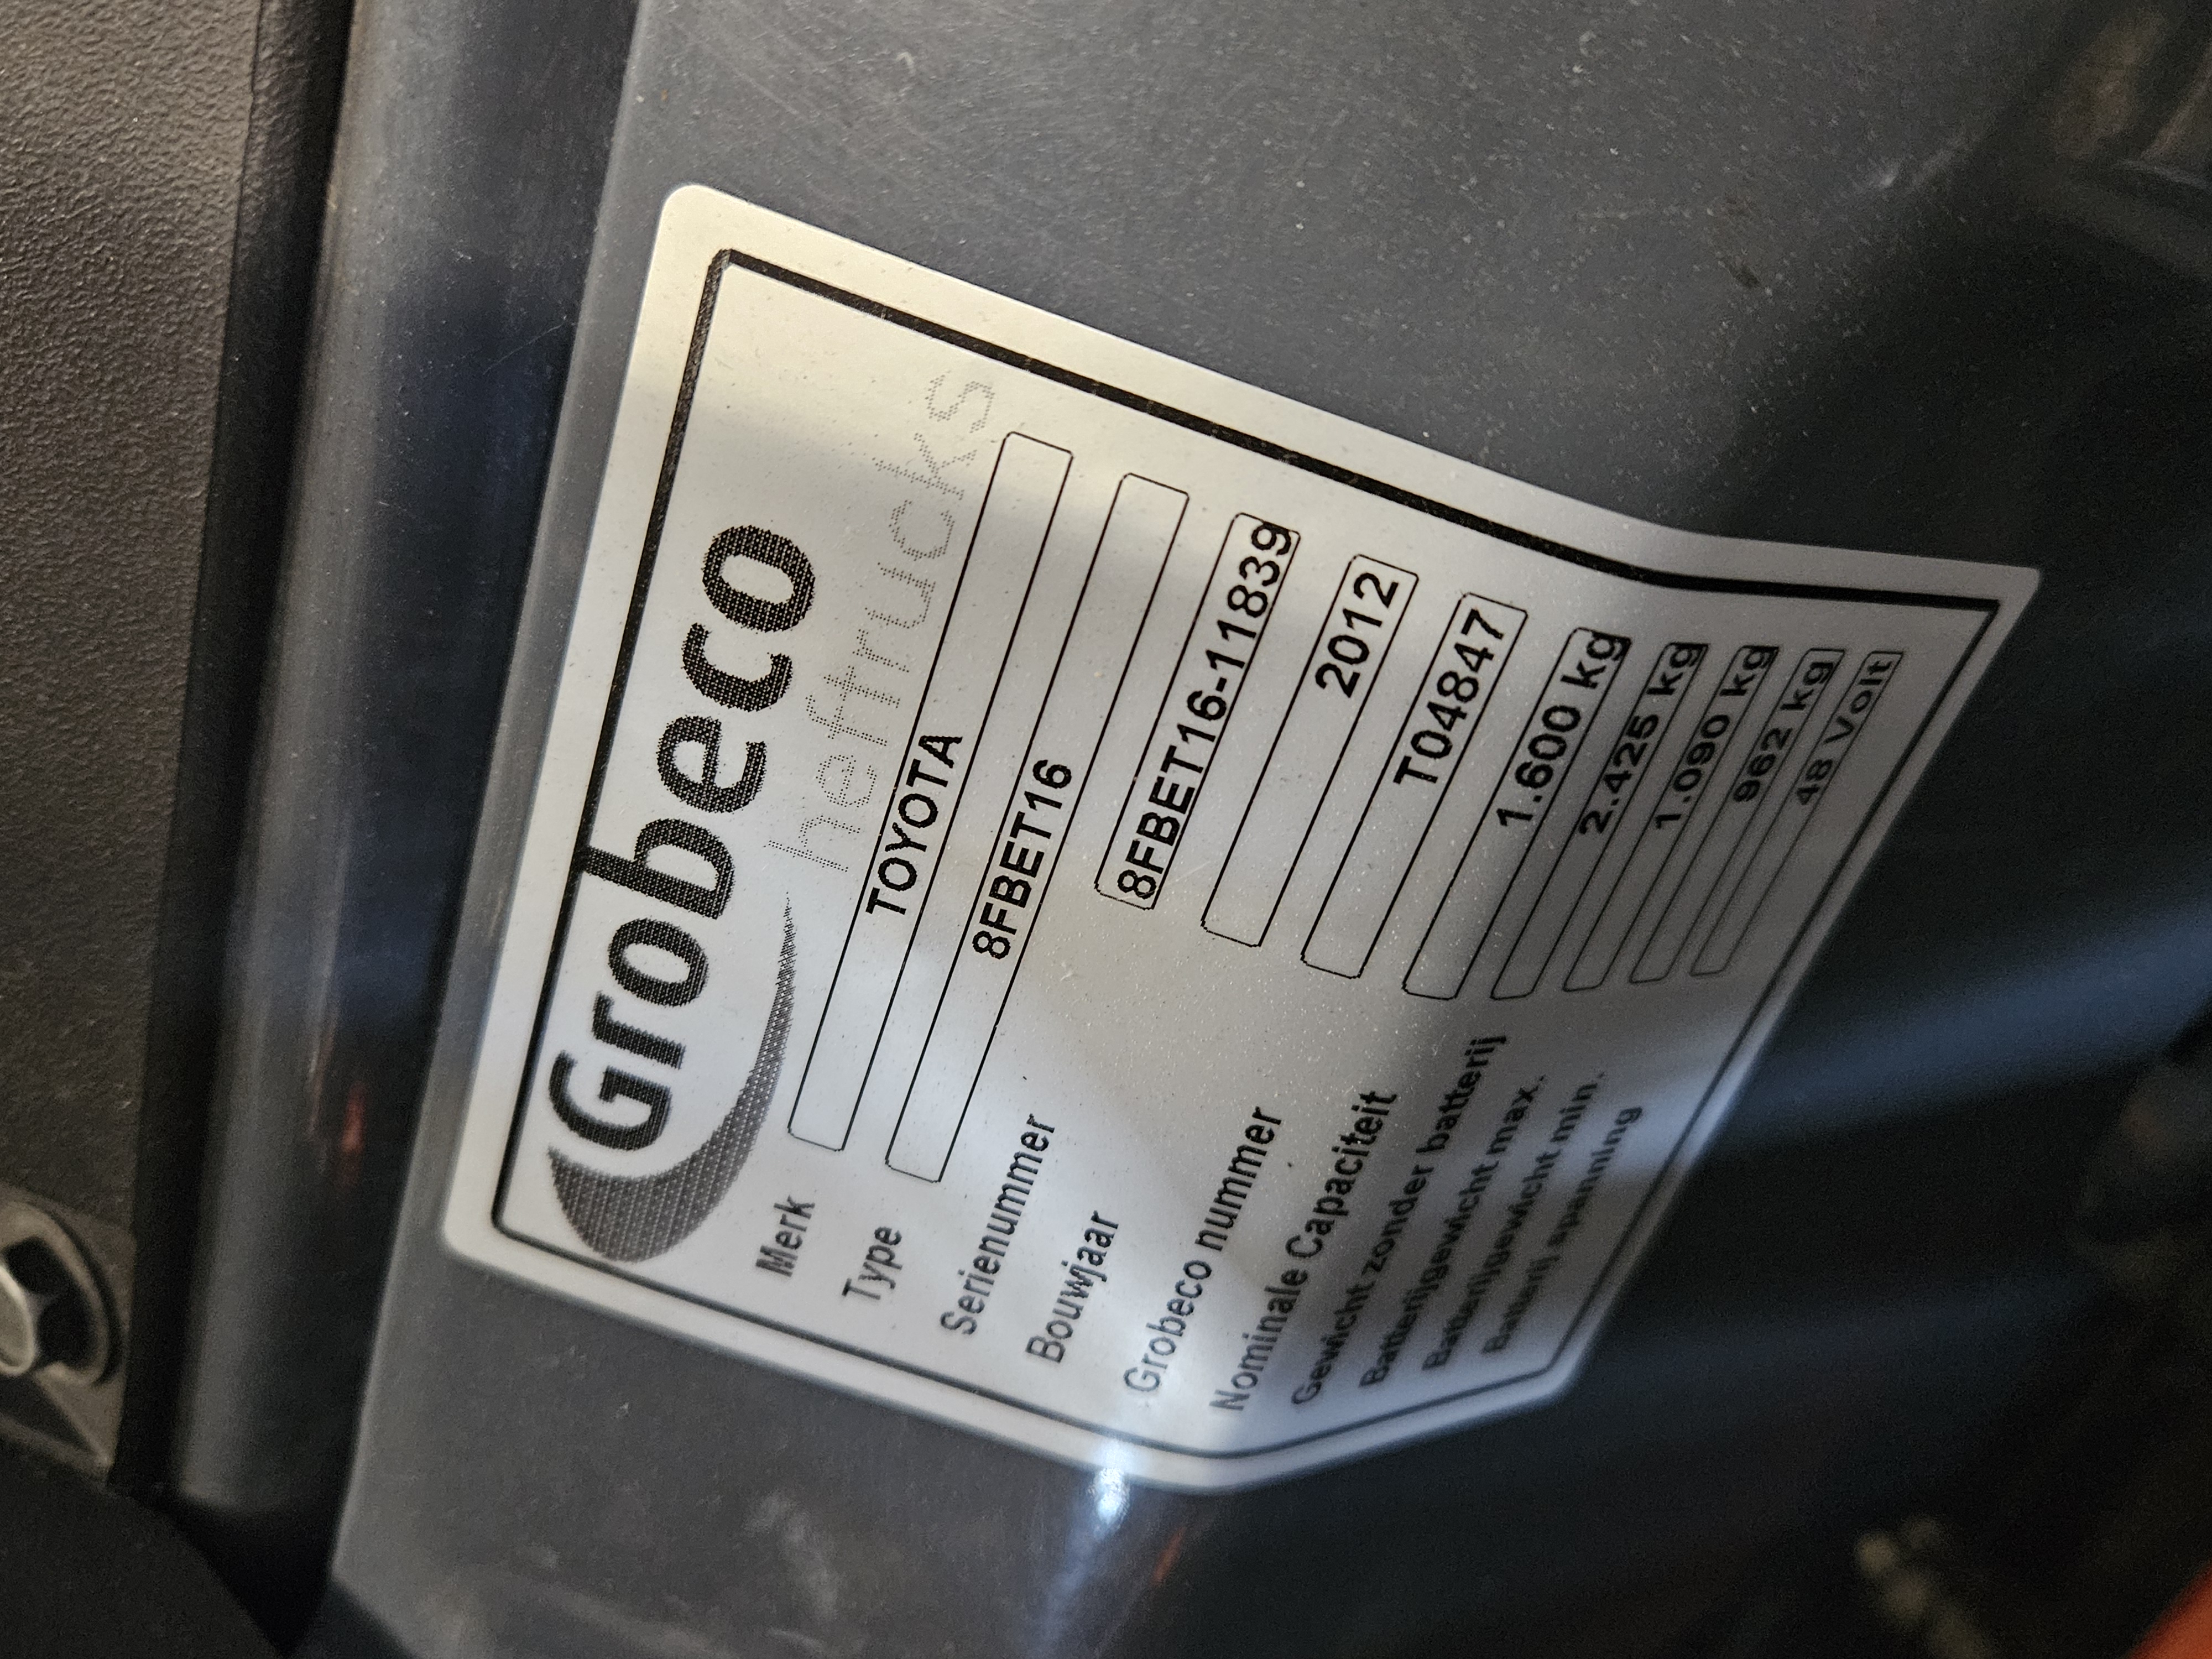 Grobeco
heftrucks
Merk TOYOTA
Type 8FBET16
Serienummer 8FBET16-11839
Bouwjaar 2012
Grobeco nummer T04847
Nominale Capaciteit 1.600 kg
Gewicht zonder batterij 2.425 kg
Batterijgewicht max. 1.090 kg
Batterijgewicht min. 962 kg
Batterij spanning 48 Volt